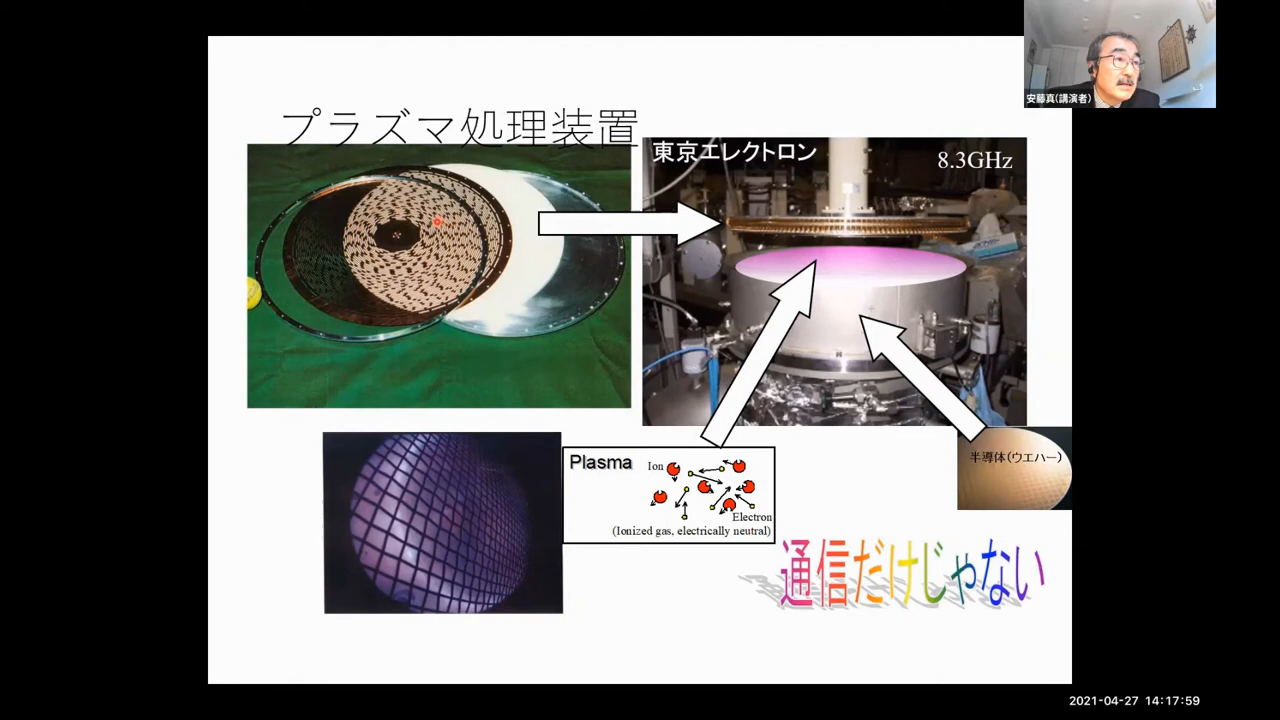 安藤真(講演者)
プラズマ処理装置
東京エレクトロン
8.3GHz
Plasma
Ion
Electron
(Ionized gas, electrically neutral)
半導体(ウエハー)
通信だけじゃない
2021-04-27 14:17:59